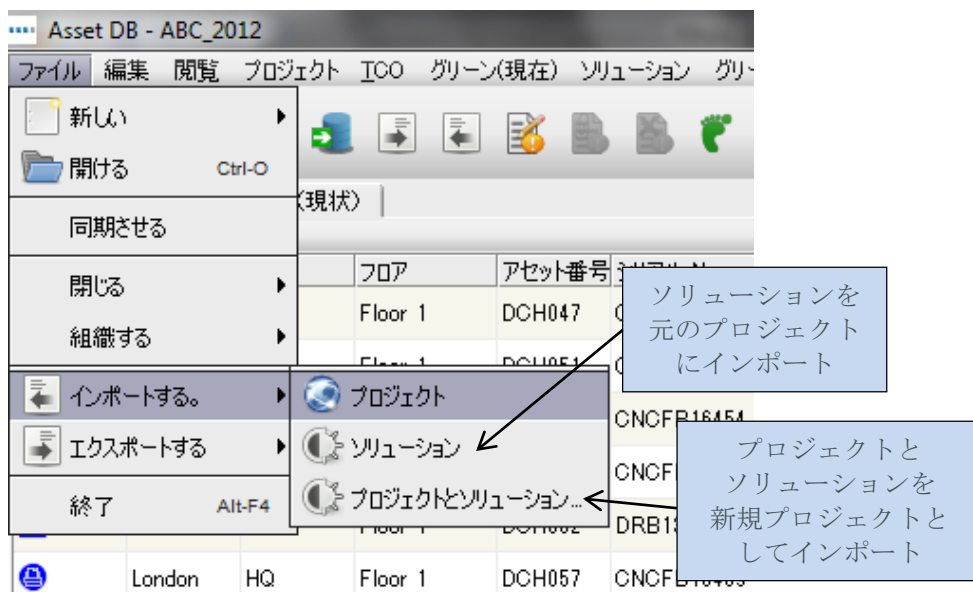 Asset DB - ABC_2012
ファイル 編集 閲覧 プロジェクト TCO グリーン(現在) ソリューション
新しい
開ける Ctrl-O
(現状)
同期させる
フロア アセット番号
閉じる
Floor 1 DCH047
組織する
ソリューションを
元のプロジェクト
にインポート
インポートする。
プロジェクト
CNCFB16454
エクスポートする
ソリューション
プロジェクトと
ソリューションを
新規プロジェクトと
してインポート
終了 Alt-F4
プロジェクトとソリューション...
London HQ Floor 1 DCH057